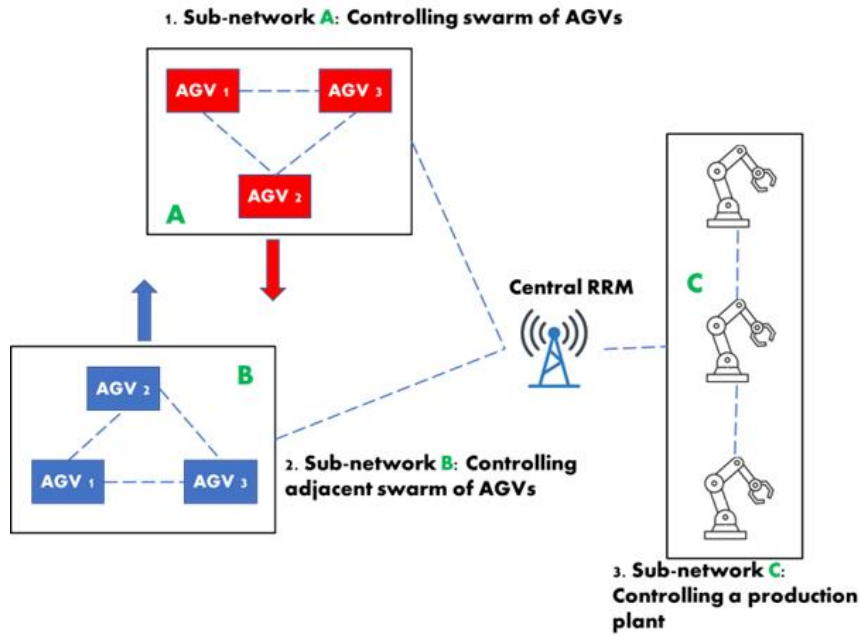 1. Sub-network A: Controlling swarm of AGVs
AGV 1
AGV 3
AGV 2
A
Central RRM
C
B
AGV 2
AGV 1
AGV 3
2. Sub-network B: Controlling
adjacent swarm of AGVs
3. Sub-network C:
Controlling a production
plant